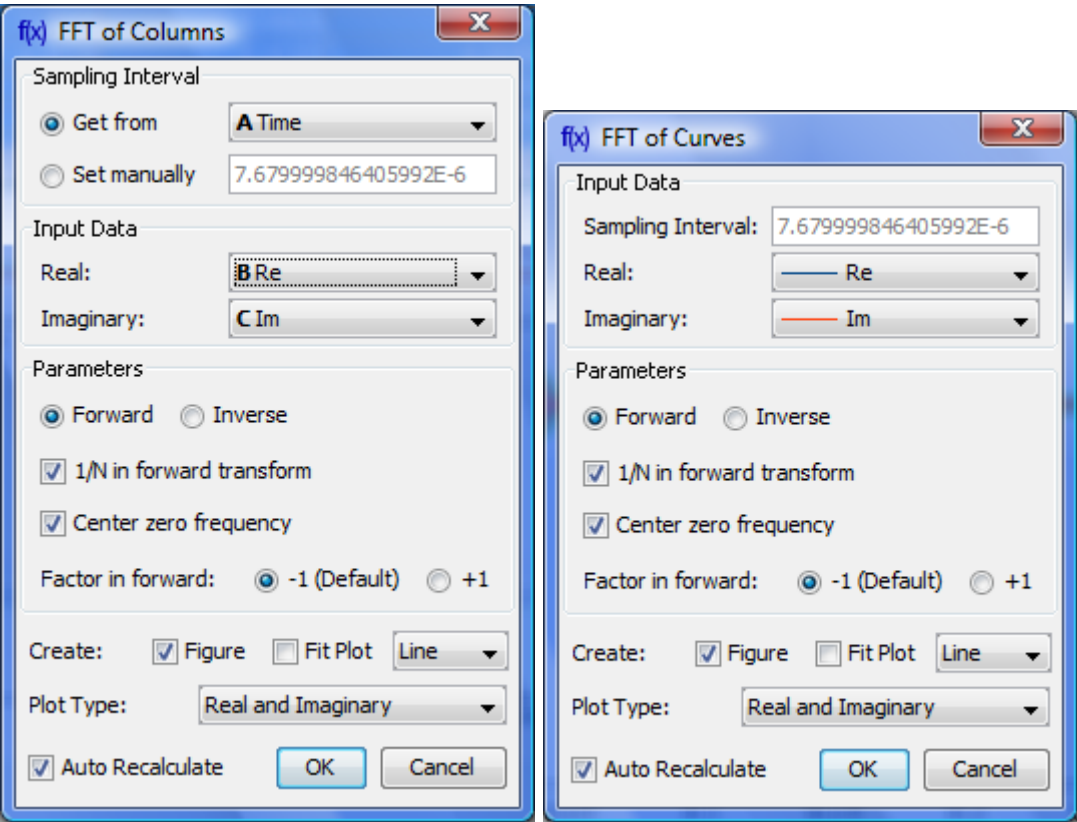 f(x) FFT of Columns
Sampling Interval
Get from A Time
Set manually 7.679999846405992E-6
Input Data
Real: B Re
Imaginary: C Im
Parameters
Forward Inverse
1/N in forward transform
Center zero frequency
Factor in forward: -1 (Default) +1
Create: Figure Fit Plot Line
Plot Type: Real and Imaginary
Auto Recalculate OK Cancel
f(x) FFT of Curves
Input Data
Sampling Interval: 7.679999846405992E-6
Real: Re
Imaginary: Im
Parameters
Forward Inverse
1/N in forward transform
Center zero frequency
Factor in forward: -1 (Default) +1
Create: Figure Fit Plot Line
Plot Type: Real and Imaginary
Auto Recalculate OK Cancel